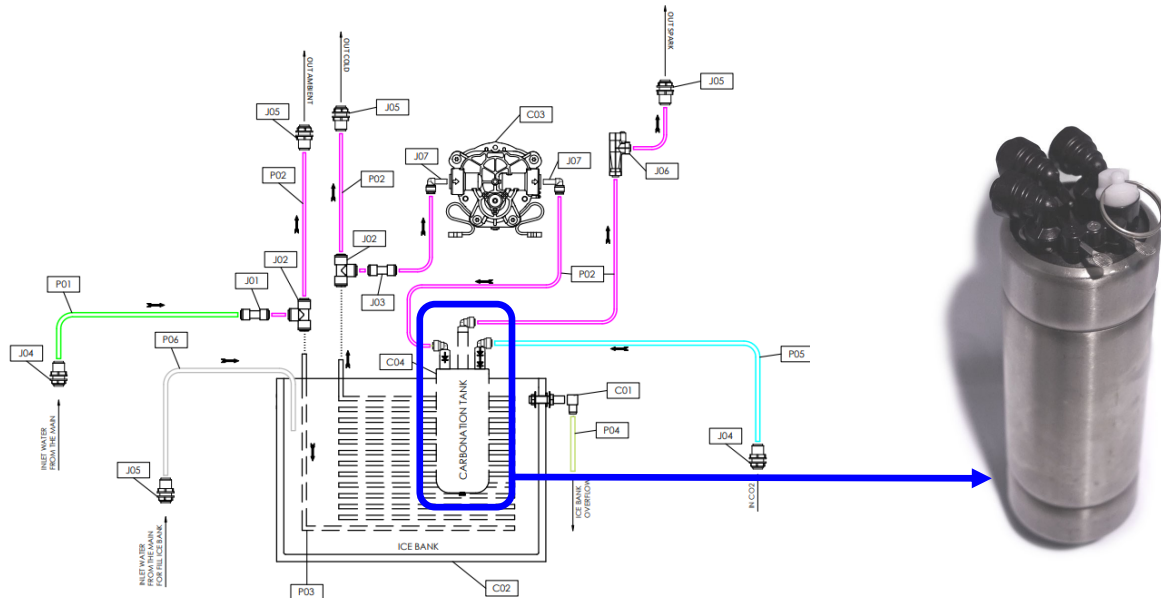 OUT AMBIENT
OUT COLD
OUT SPARK
J05
J05
J05
C03
J07
J07
J06
P02
P02
J02
J02
J03
P02
P01
J01
P06
J04
C04
CARBONATION TANK
P05
C01
P04
J04
INLET WATER
FROM THE MAIN
J05
INLET WATER
FROM THE MAIN
FOR FILL ICE BANK
ICE BANK
OVERFLOW
IN CO2
ICE BANK
P03
C02